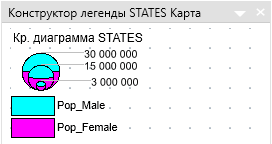 Конструктор легенды STATES Карта
Кр. диаграмма STATES
30 000 000
15 000 000
3 000 000
Pop_Male
Pop_Female